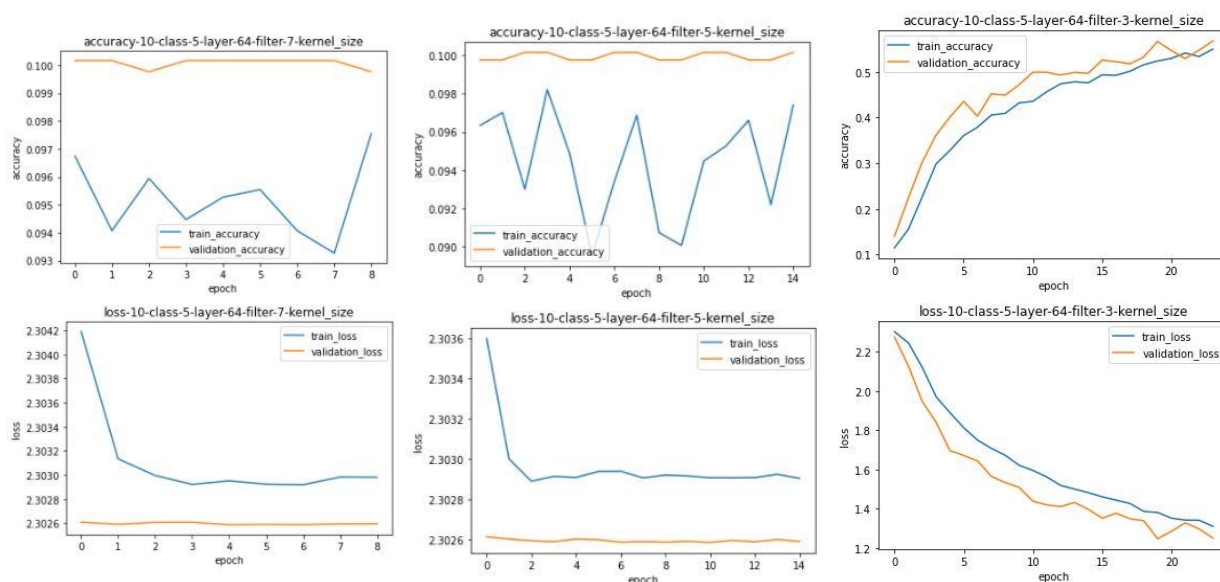 accuracy-10-class-5-layer-64-filter-7-kernel_size
0.100
0.099
0.098
0.097
0.096
0.095
0.094
0.093
accuracy
train_accuracy
validation_accuracy
0 1 2 3 4 5 6 7 8
epoch
accuracy-10-class-5-layer-64-filter-5-kernel_size
0.100
0.098
0.096
0.094
0.092
0.090
accuracy
train_accuracy
validation_accuracy
0 2 4 6 8 10 12 14
epoch
accuracy-10-class-5-layer-64-filter-3-kernel_size
train_accuracy
validation_accuracy
0.5
0.4
0.3
0.2
0.1
accuracy
0 5 10 15 20
epoch
loss-10-class-5-layer-64-filter-7-kernel_size
2.3042
2.3040
2.3038
2.3036
2.3034
2.3032
2.3030
2.3028
2.3026
loss
train_loss
validation_loss
0 1 2 3 4 5 6 7 8
epoch
loss-10-class-5-layer-64-filter-5-kernel_size
2.3036
2.3034
2.3032
2.3030
2.3028
2.3026
loss
train_loss
validation_loss
0 2 4 6 8 10 12 14
epoch
loss-10-class-5-layer-64-filter-3-kernel_size
2.2
2.0
1.8
1.6
1.4
1.2
loss
train_loss
validation_loss
0 5 10 15 20
epoch